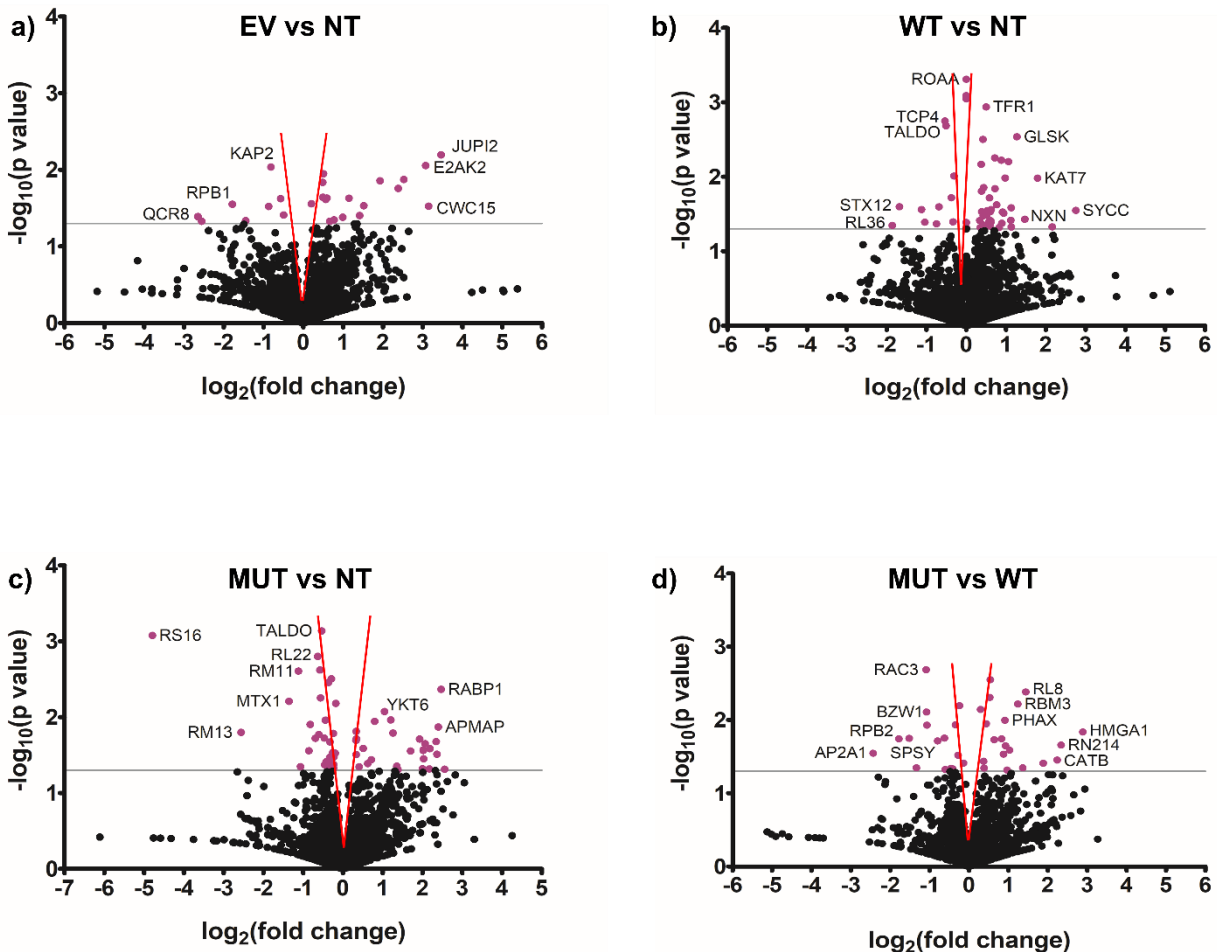 a)
EV vs NT
4
3
2
1
0
-log10(p value)
KAP2
RPB1
QCR8
JUPI2
E2AK2
CWC15
-6 -5 -4 -3 -2 -1 0 1 2 3 4 5 6
log2(fold change)
b)
WT vs NT
4
3
2
1
0
-log10(p value)
ROAA
TCP4
TALDO
TFR1
GLSK
KAT7
STX12
RL36
NXN
SYCC
-6 -5 -4 -3 -2 -1 0 1 2 3 4 5 6
log2(fold change)
c)
MUT vs NT
4
3
2
1
0
-log10(p value)
RS16
TALDO
RL22
RM11
MTX1
RM13
RABP1
YKT6
APMAP
-7 -6 -5 -4 -3 -2 -1 0 1 2 3 4 5
log2(fold change)
d)
MUT vs WT
4
3
2
1
0
-log10(p value)
RAC3
BZW1
RPB2
AP2A1
SPSY
RL8
RBM3
PHAX
HMGA1
RN214
CATB
-6 -5 -4 -3 -2 -1 0 1 2 3 4 5 6
log2(fold change)